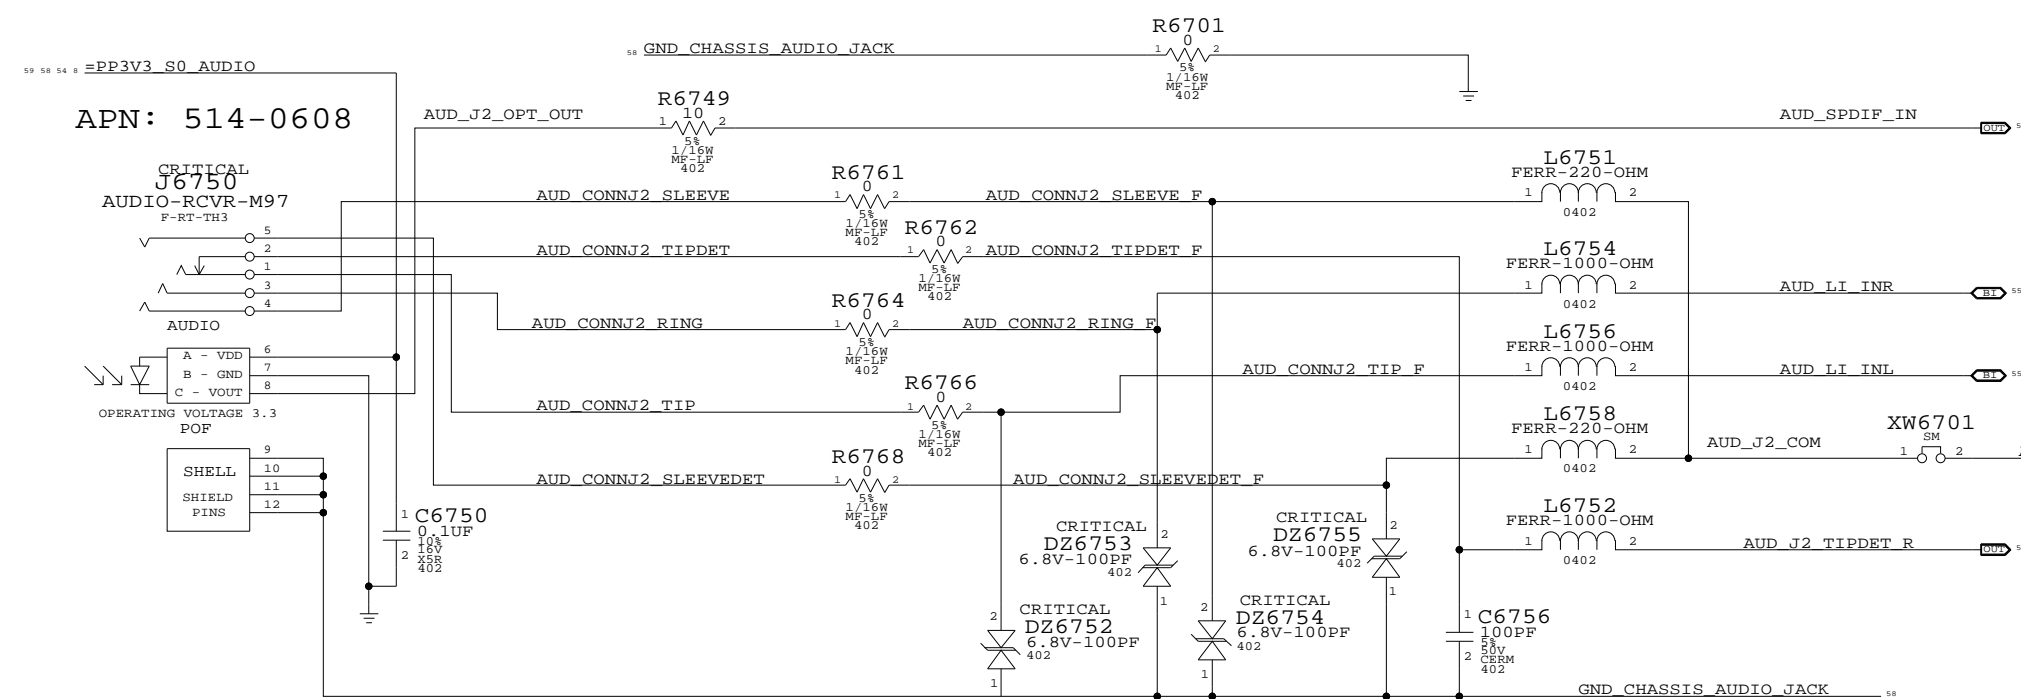 R6701
0
58 GND_CHASSIS_AUDIO_JACK 1 2
5%
1/16W
MF-LF
402
59 58 54 8 =PP3V3_S0_AUDIO
APN: 514-0608
R6749
10
AUD_J2_OPT_OUT 1 2 AUD_SPDIF_IN OUT
5%
1/16W
MF-LF
402
CRITICAL
J6750
AUDIO-RCVR-M97
F-RT-TH3
R6761
0
AUD_CONNJ2_SLEEVE 1 2 AUD_CONNJ2_SLEEVE_F
5%
1/16W
MF-LF
402
L6751
FERR-220-OHM
1 2
0402
5
2
1
3
4
AUDIO
R6762
0
AUD_CONNJ2_TIPDET 1 2 AUD_CONNJ2_TIPDET_F
5%
1/16W
MF-LF
402
L6754
FERR-1000-OHM
1 2 AUD_LI_INR BI 55
0402
R6764
0
AUD_CONNJ2_RING 1 2 AUD_CONNJ2_RING_F
5%
1/16W
MF-LF
402
L6756
FERR-1000-OHM
AUD_CONNJ2_TIP_F 1 2 AUD_LI_INL BI 55
0402
A - VDD 6
B - GND 7
C - VOUT 8
OPERATING VOLTAGE 3.3
POF
R6766
0
AUD_CONNJ2_TIP 1 2
5%
1/16W
MF-LF
402
L6758
FERR-220-OHM
1 2 AUD_J2_COM
0402
XW6701
SM
1 2
SHELL
SHIELD
PINS
9
10
11
12
R6768
0
AUD_CONNJ2_SLEEVEDET 1 2 AUD_CONNJ2_SLEEVEDET_F
5%
1/16W
MF-LF
402
L6752
FERR-1000-OHM
1 2 AUD_J2_TIPDET_R OUT
0402
1 C6750
0.1UF
10%
16V
2 X5R
402
CRITICAL
DZ6753
6.8V-100PF
402
2
1
CRITICAL
DZ6755
6.8V-100PF
402
2
1
2 CRITICAL
DZ6752
6.8V-100PF
402
1
2 CRITICAL
DZ6754
6.8V-100PF
402
1
1 C6756
100PF
5%
50V
2 CERM
402
GND_CHASSIS_AUDIO_JACK 58